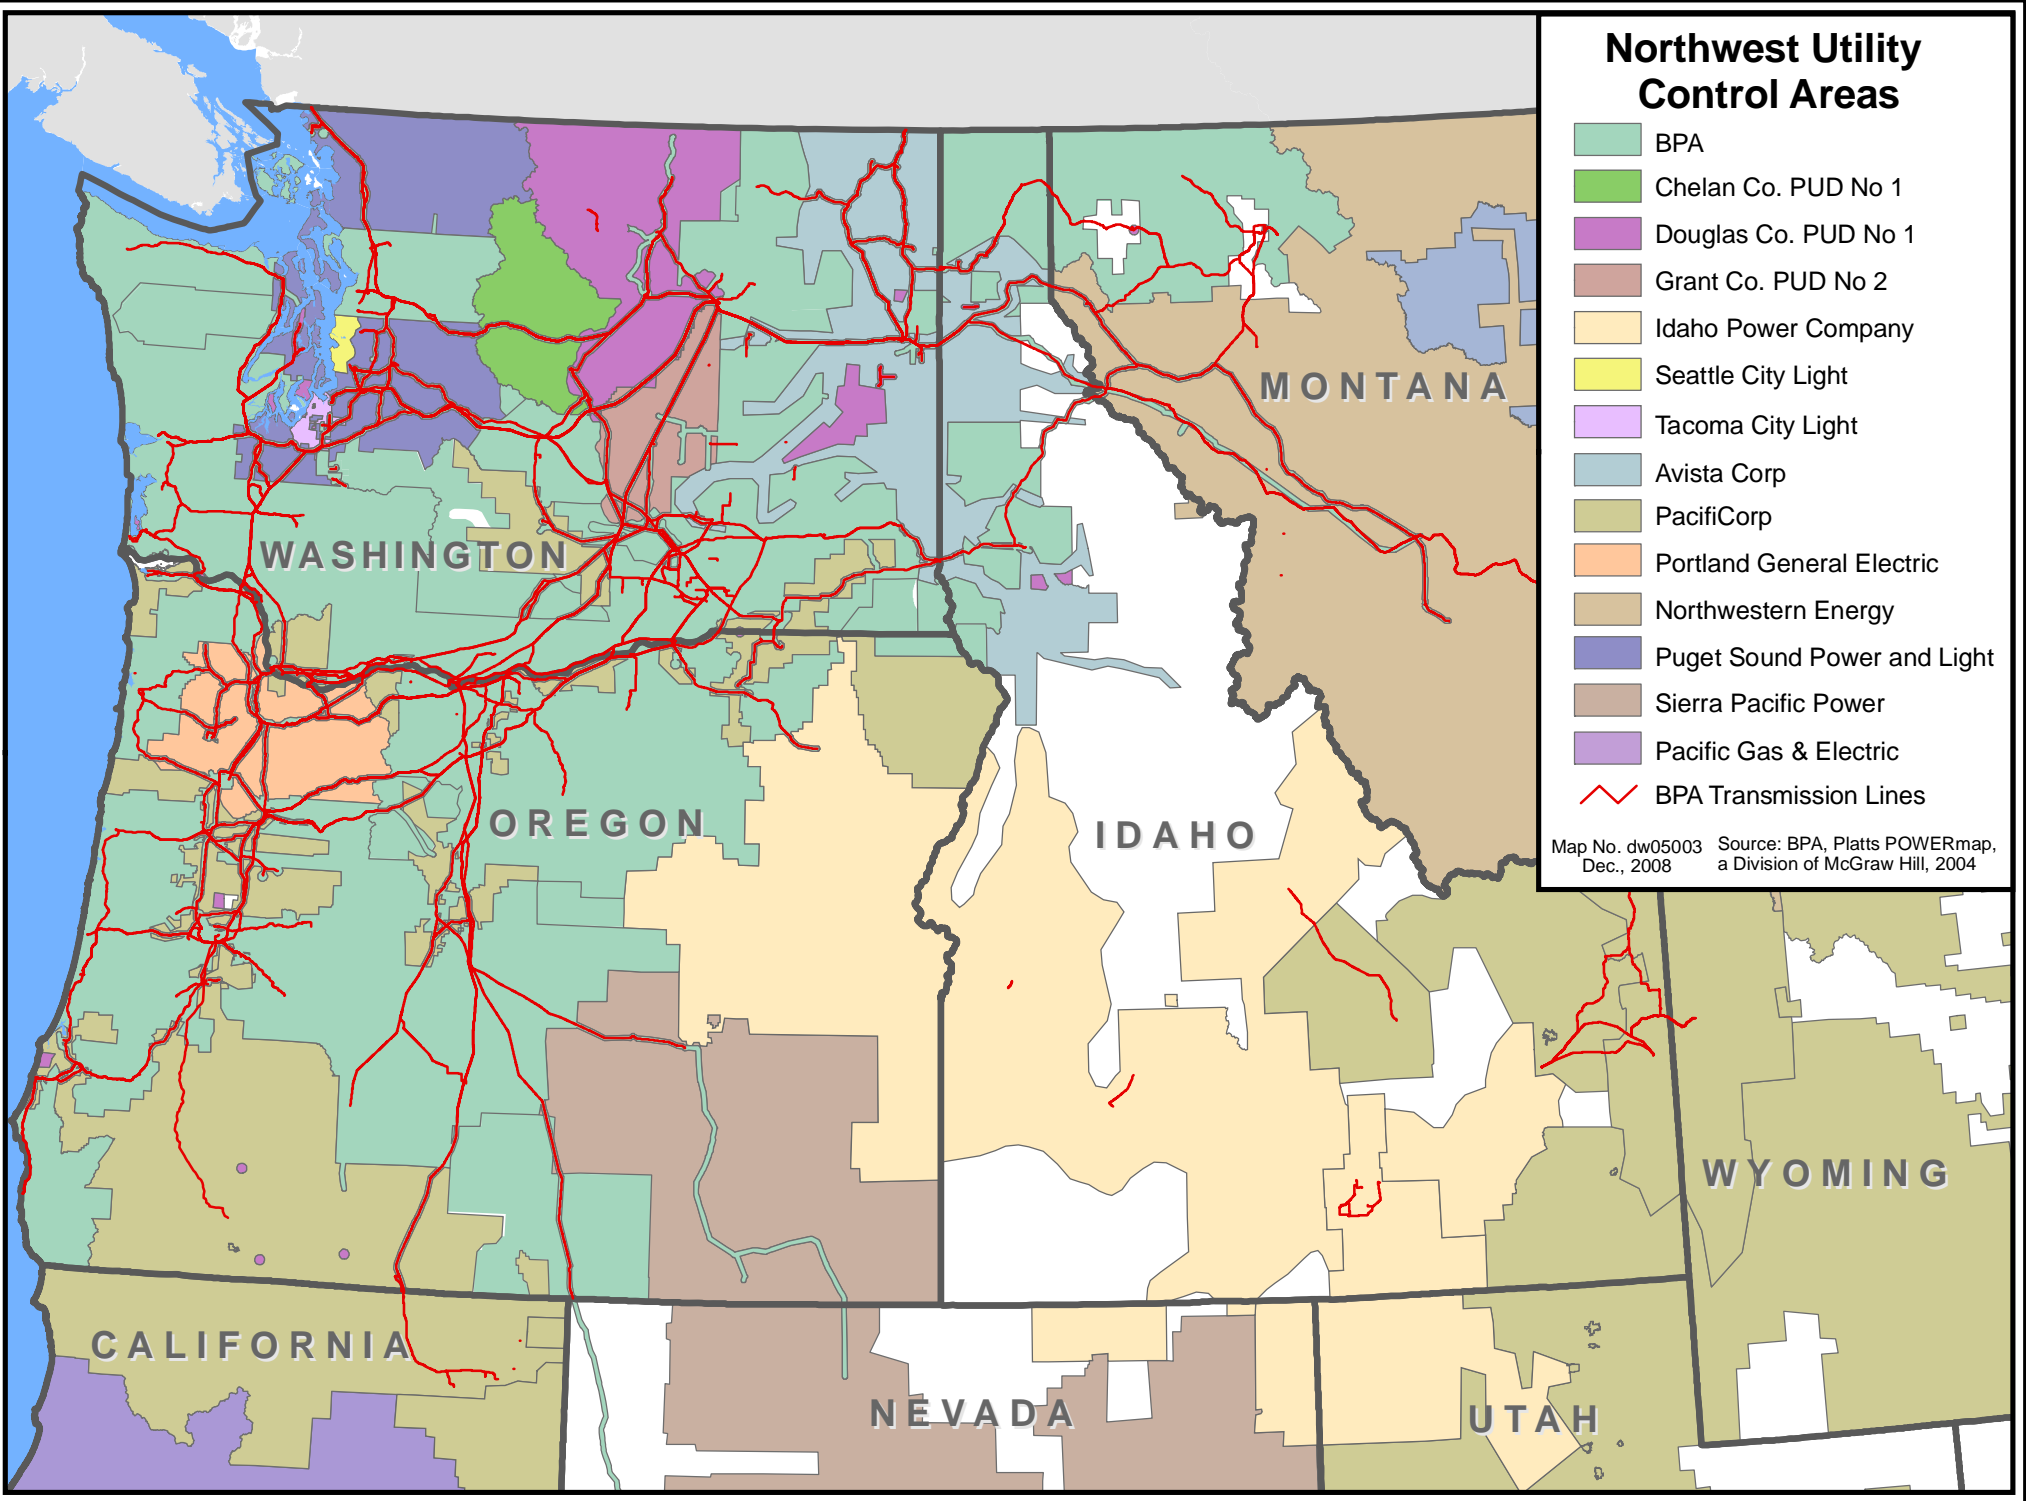 Northwest Utility
Control Areas
BPA
Chelan Co. PUD No 1
Douglas Co. PUD No 1
Grant Co. PUD No 2
Idaho Power Company
Seattle City Light
Tacoma City Light
Avista Corp
PacifiCorp
Portland General Electric
Northwestern Energy
Puget Sound Power and Light
Sierra Pacific Power
Pacific Gas & Electric
BPA Transmission Lines
Map No. dw05003
Dec., 2008
Source: BPA, Platts POWERmap,
a Division of McGraw Hill, 2004
MONTANA
WASHINGTON
OREGON
IDAHO
WYOMING
CALIFORNIA
NEVADA
UTAH